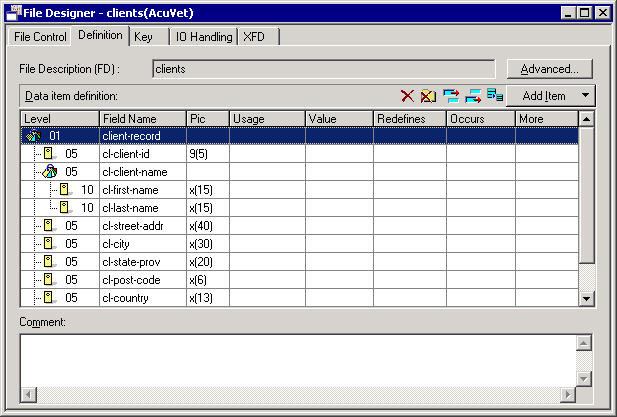 File Designer - clients(AcuVet)
File Control Definition Key IO Handling XFD
File Description (FD) : clients Advanced...
Data item definition: Add Item
Level Field Name Pic Usage Value Redefines Occurs More
01 client-record
05 cl-client-id 9(5)
05 cl-client-name
10 cl-first-name x(15)
10 cl-last-name x(15)
05 cl-street-addr x(40)
05 cl-city x(30)
05 cl-state-prov x(20)
05 cl-post-code x(6)
05 cl-country x(13)
Comment: